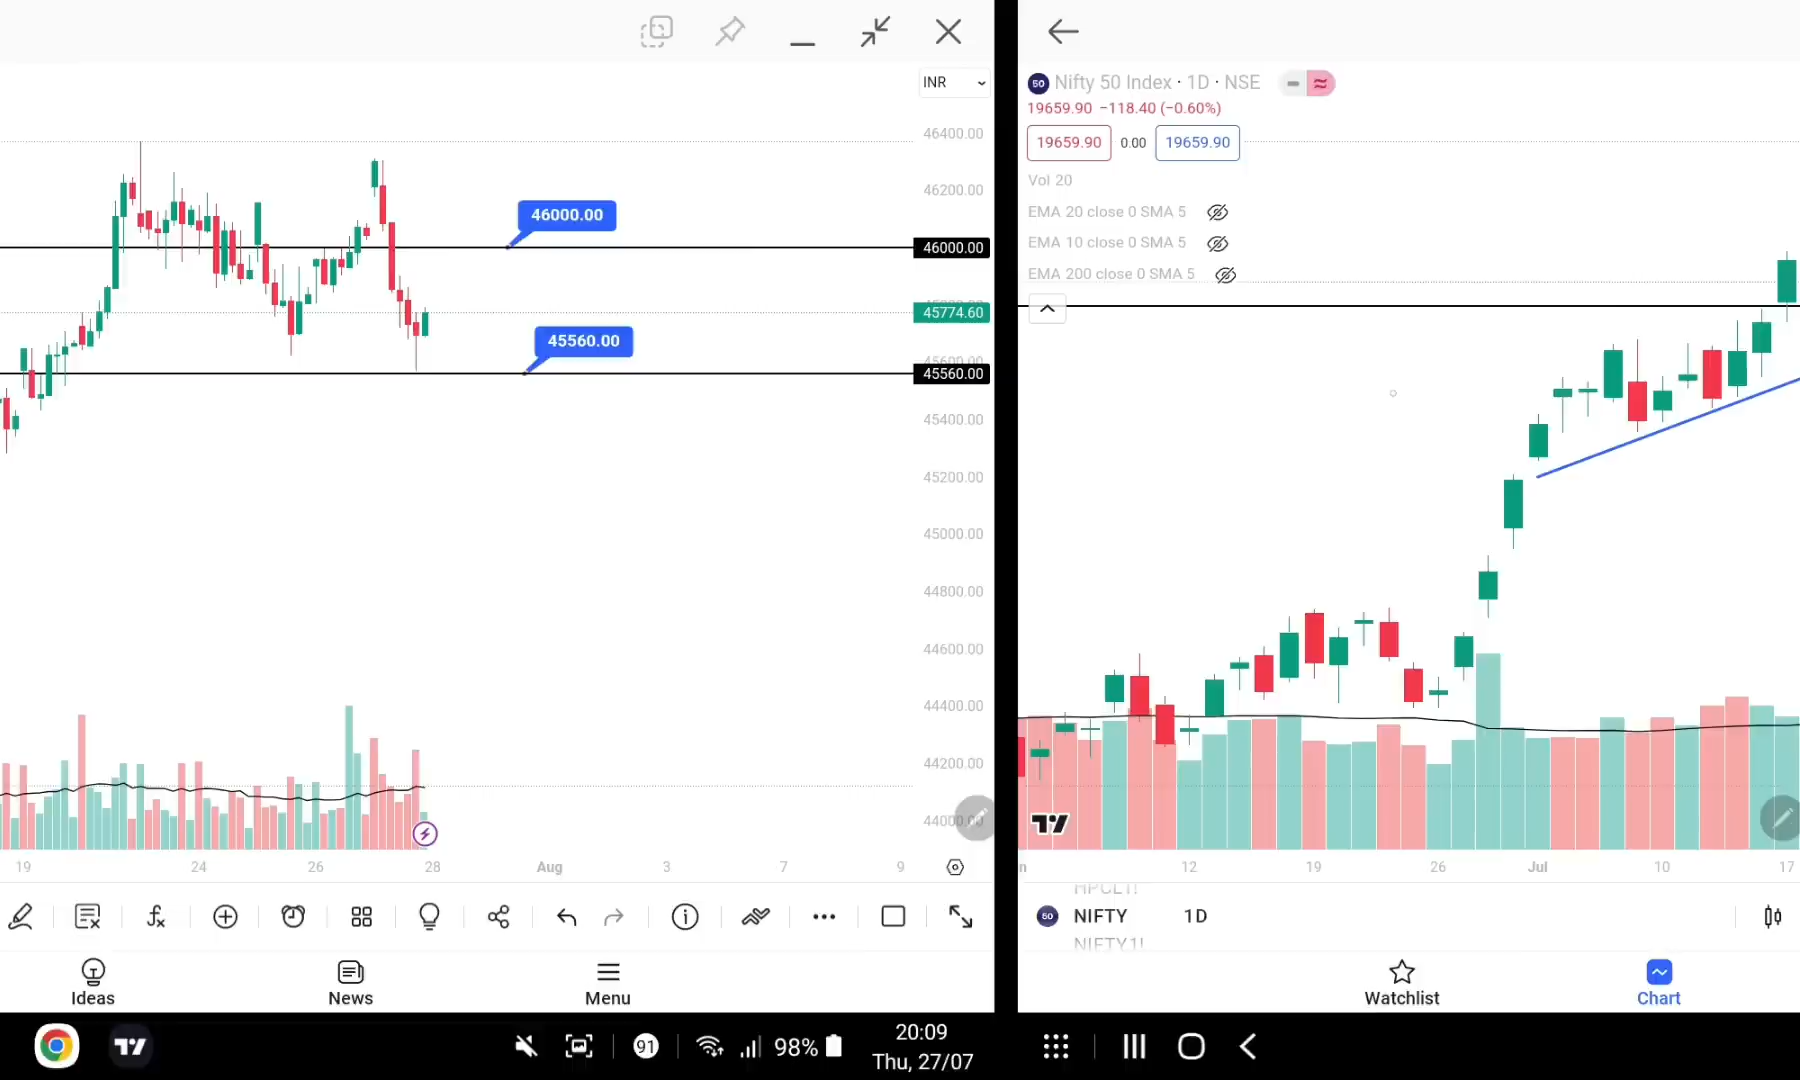 INR
46400.00
46200.00
46000.00
46000.00
45774.60
45560.00
45560.00
45400.00
45200.00
45000.00
44800.00
44600.00
44400.00
44200.00
19
24
26
28
Aug
3
7
9
Ideas
News
Menu
50 Nifty 50 Index · 1D · NSE
19659.90 −118.40 (−0.60%)
19659.90 0.00 19659.90
Vol 20
EMA 20 close 0 SMA 5
EMA 10 close 0 SMA 5
EMA 200 close 0 SMA 5
12
19
26
Jul
10
17
50 NIFTY 1D
NIFTY1!
Watchlist
Chart
91
98%
20:09
Thu, 27/07